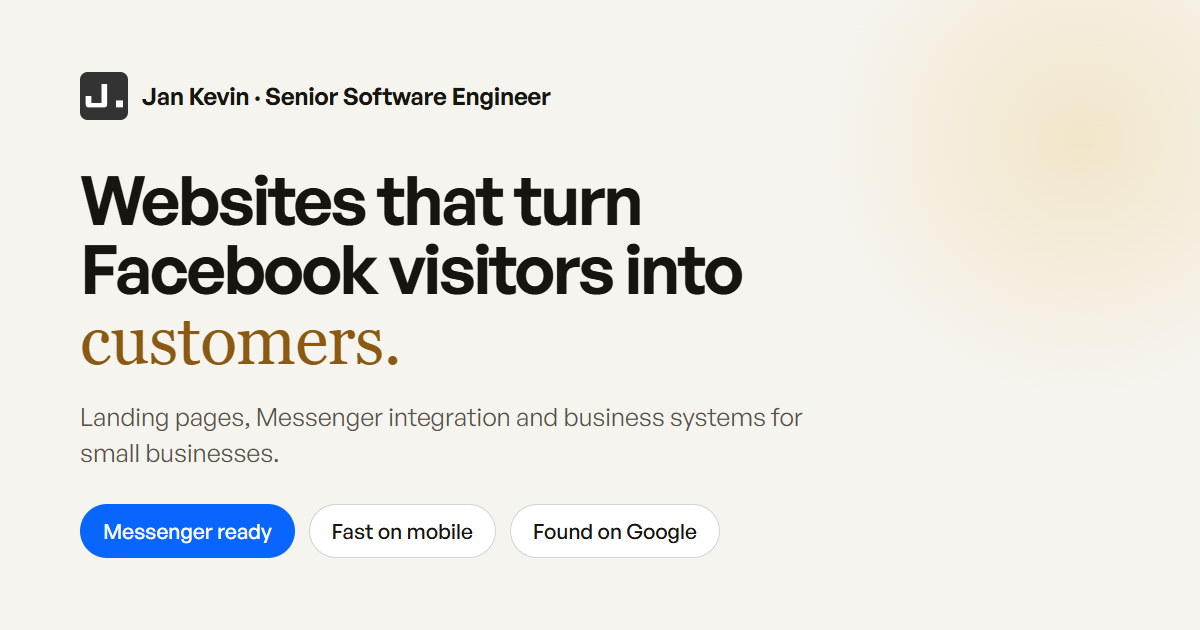 J.
Jan Kevin · Senior Software Engineer
Websites that turn
Facebook visitors into
customers.
Landing pages, Messenger integration and business systems for
small businesses.
Messenger ready
Fast on mobile
Found on Google